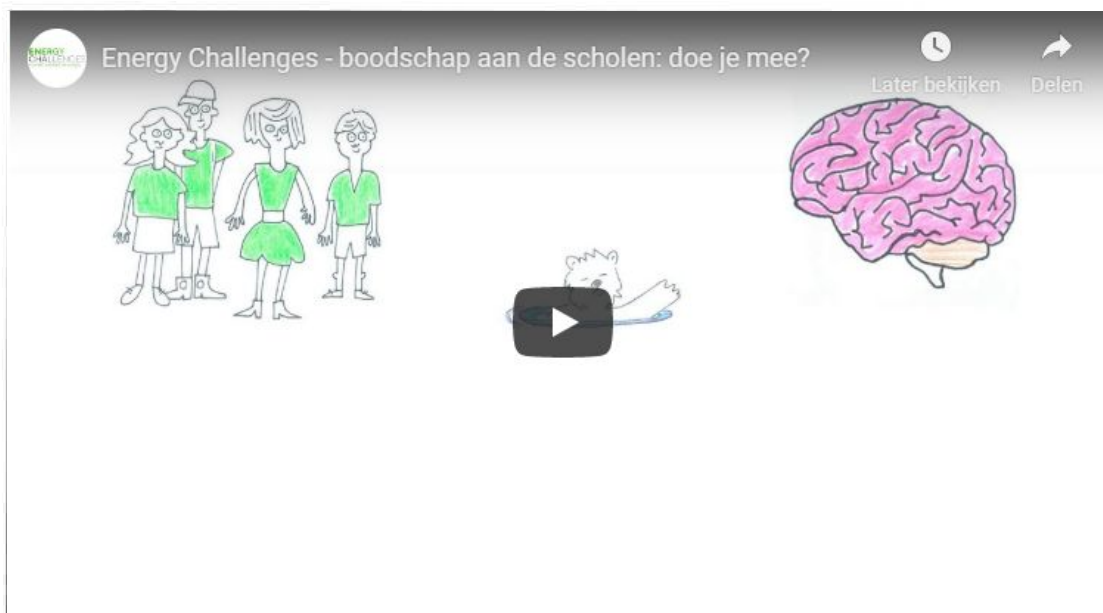 ENERGY
CHALLENGES
Energy Challenges - boodschap aan de scholen: doe je mee?
Later bekijken
Delen